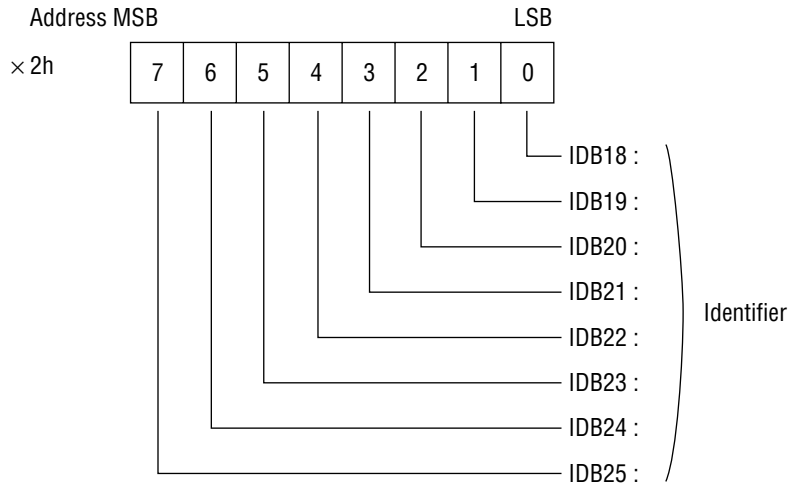 Address MSB LSB
× 2h 7 6 5 4 3 2 1 0
IDB18 :
IDB19 :
IDB20 :
IDB21 :
Identifier
IDB22 :
IDB23 :
IDB24 :
IDB25 :